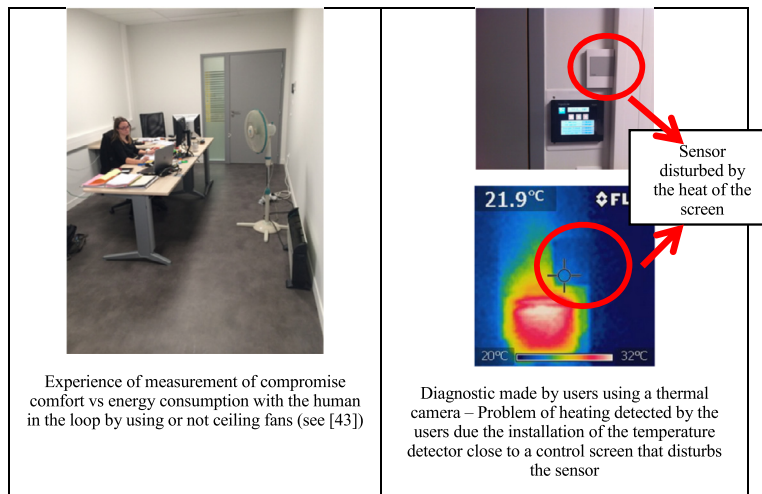 Experience of measurement of compromise
comfort vs energy consumption with the human
in the loop by using or not ceiling fans (see [43])
Sensor
disturbed by
the heat of the
screen
21.9°C
FL
20°C
32°C
Diagnostic made by users using a thermal
camera – Problem of heating detected by the
users due the installation of the temperature
detector close to a control screen that disturbs
the sensor